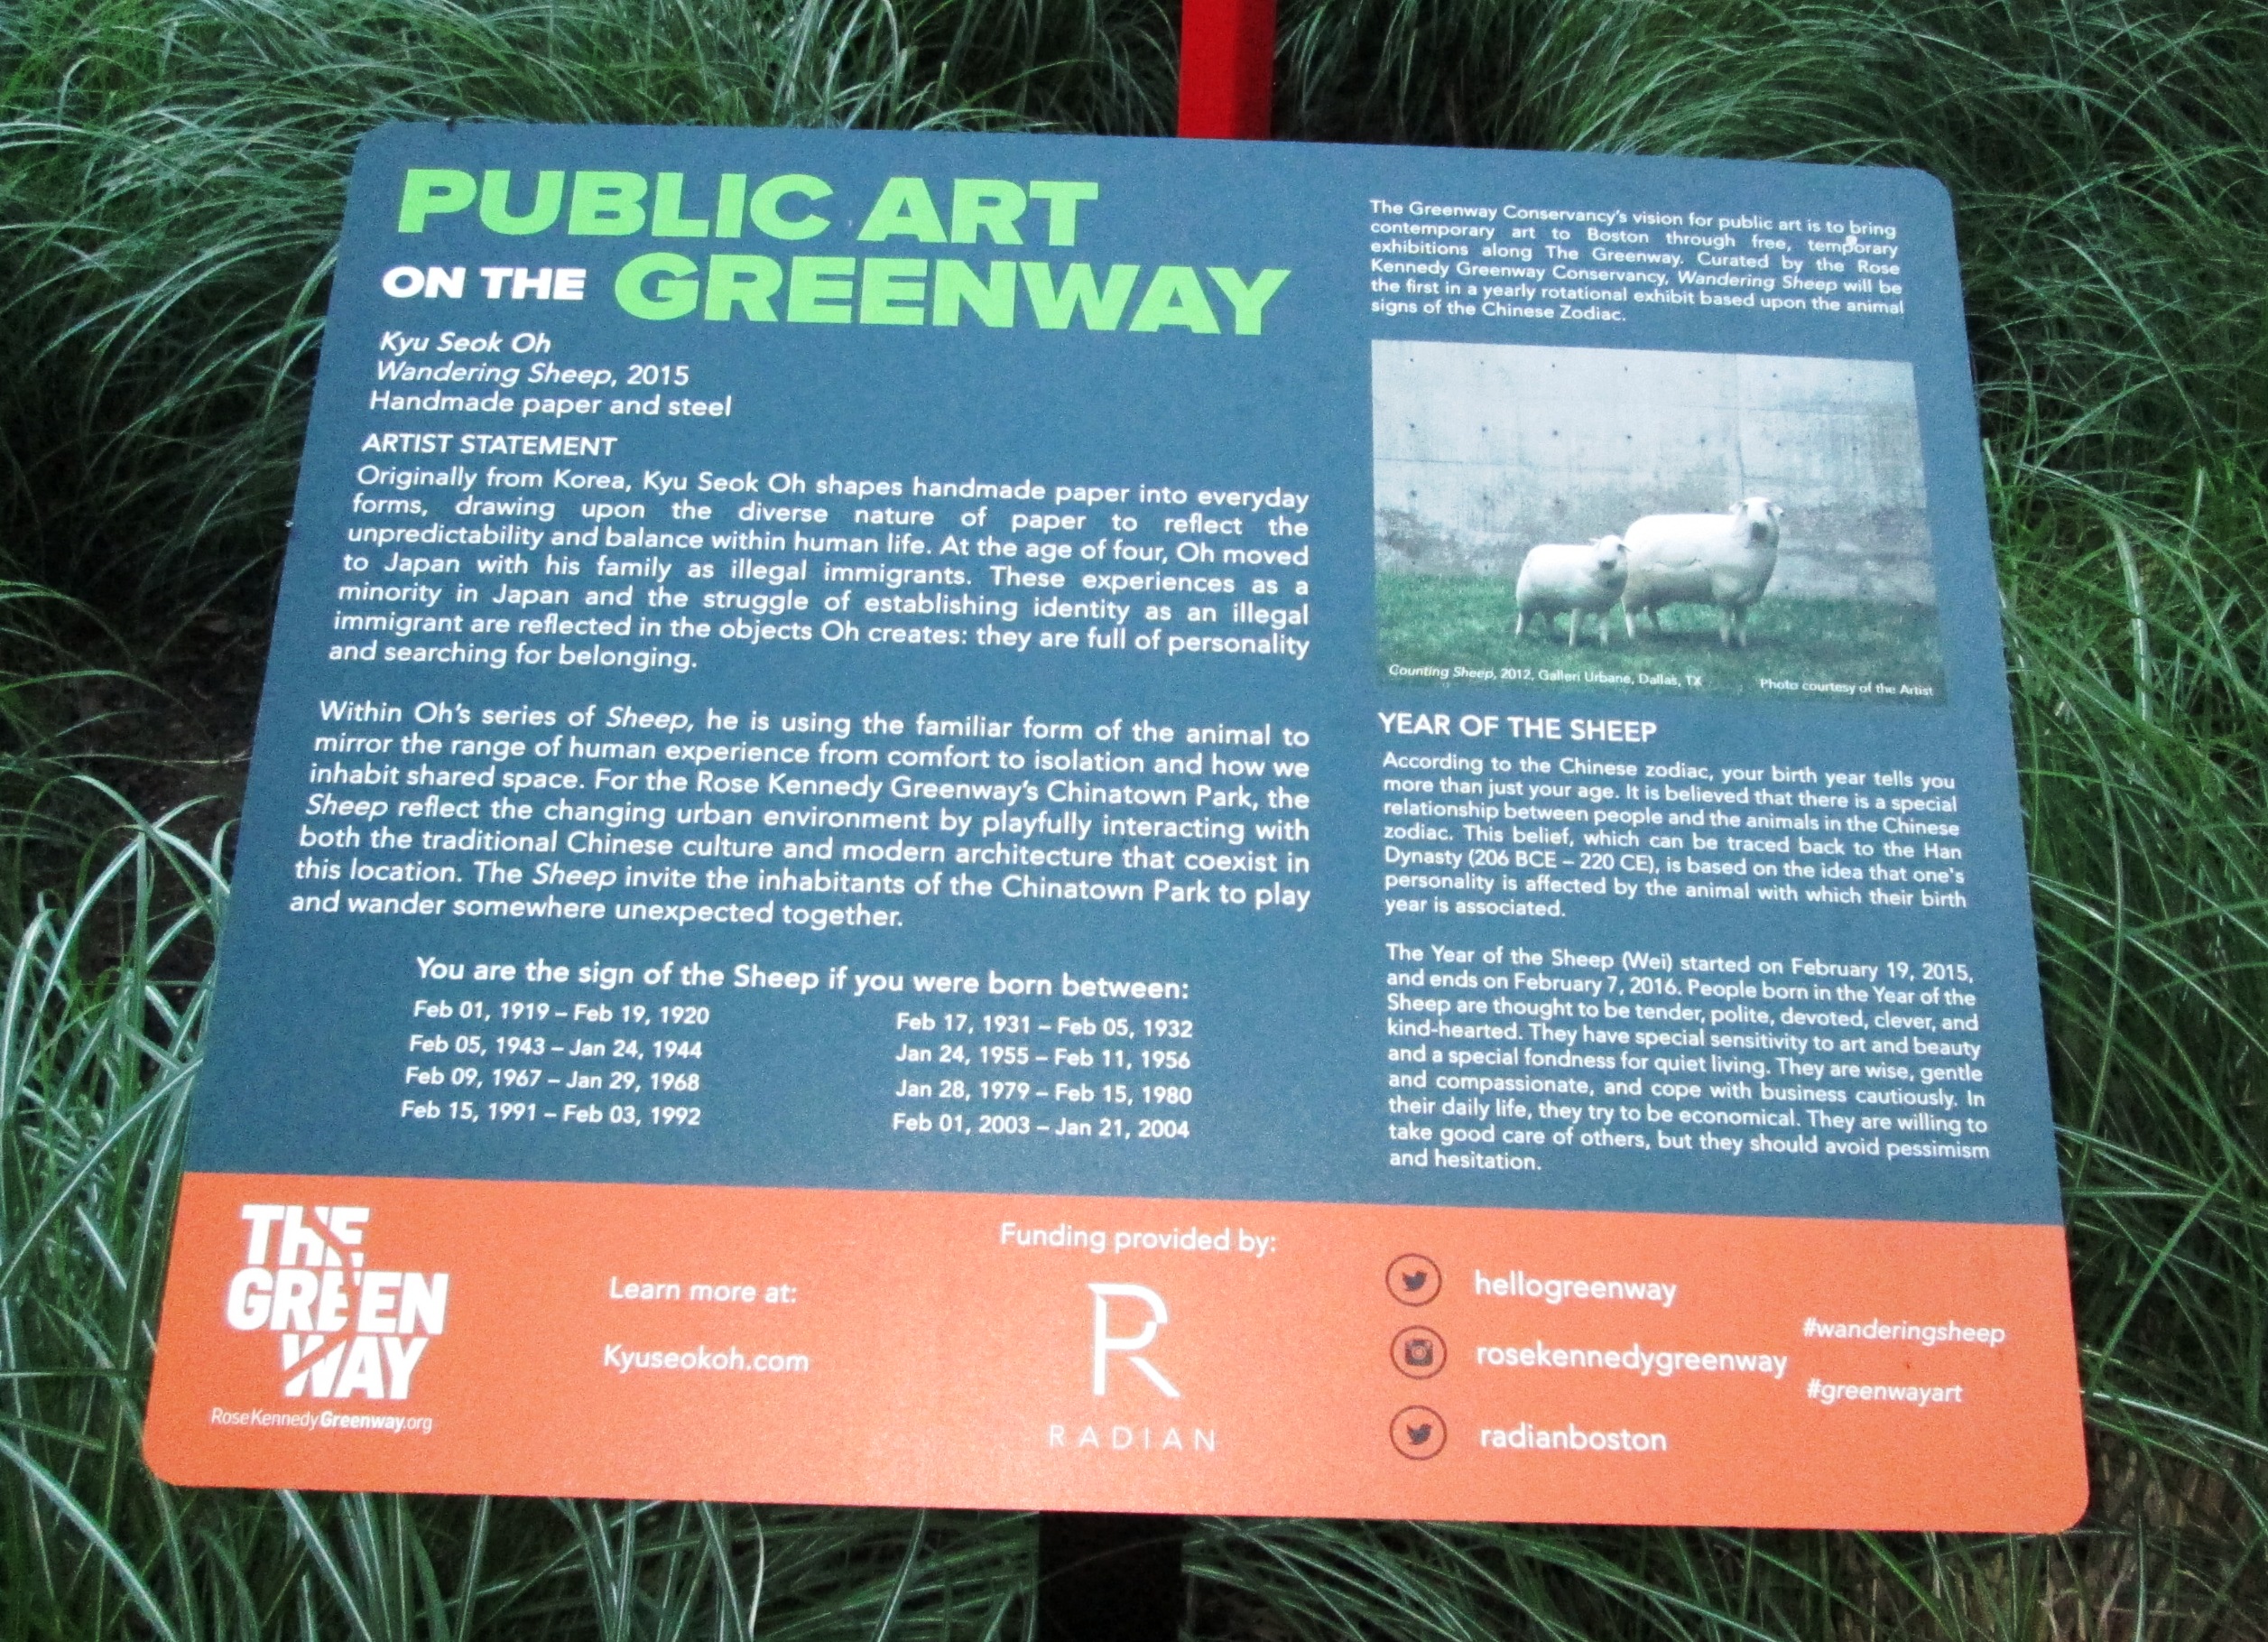 PUBLIC ART
ON THE GREENWAY
Kyu Seok Oh
Wandering Sheep, 2015
Handmade paper and steel
ARTIST STATEMENT
Originally from Korea, Kyu Seok Oh shapes handmade paper into everyday
forms, drawing upon the diverse nature of paper to reflect the
unpredictability and balance within human life. At the age of four, Oh moved
to Japan with his family as illegal immigrants. These experiences as a
minority in Japan and the struggle of establishing identity as an illegal
immigrant are reflected in the objects Oh creates: they are full of personality
and searching for belonging.
Within Oh's series of Sheep, he is using the familiar form of the animal to
mirror the range of human experience from comfort to isolation and how we
inhabit shared space. For the Rose Kennedy Greenway's Chinatown Park, the
Sheep reflect the changing urban environment by playfully interacting with
both the traditional Chinese culture and modern architecture that coexist in
this location. The Sheep invite the inhabitants of the Chinatown Park to play
and wander somewhere unexpected together.
You are the sign of the Sheep if you were born between:
Feb 01, 1919 – Feb 19, 1920
Feb 05, 1943 – Jan 24, 1944
Feb 09, 1967 – Jan 29, 1968
Feb 15, 1991 – Feb 03, 1992
Feb 17, 1931 – Feb 05, 1932
Jan 24, 1955 – Feb 11, 1956
Jan 28, 1979 – Feb 15, 1980
Feb 01, 2003 – Jan 21, 2004
The Greenway Conservancy's vision for public art is to bring
contemporary art to Boston through free, temporary
exhibitions along The Greenway. Curated by the Rose
Kennedy Greenway Conservancy, Wandering Sheep will be
the first in a yearly rotational exhibit based upon the animal
signs of the Chinese Zodiac.
Counting Sheep, 2012, Galleri Urbane, Dallas, TX
Photo courtesy of the Artist
YEAR OF THE SHEEP
According to the Chinese zodiac, your birth year tells you
more than just your age. It is believed that there is a special
relationship between people and the animals in the Chinese
zodiac. This belief, which can be traced back to the Han
Dynasty (206 BCE – 220 CE), is based on the idea that one's
personality is affected by the animal with which their birth
year is associated.
The Year of the Sheep (Wei) started on February 19, 2015,
and ends on February 7, 2016. People born in the Year of the
Sheep are thought to be tender, polite, devoted, clever, and
kind-hearted. They have special sensitivity to art and beauty
and a special fondness for quiet living. They are wise, gentle
and compassionate, and cope with business cautiously. In
their daily life, they try to be economical. They are willing to
take good care of others, but they should avoid pessimism
and hesitation.
THE
GREEN
WAY
RoseKennedyGreenway.org
Learn more at:
Kyuseokoh.com
Funding provided by:
R
RADIAN
hellogreenway
rosekennedygreenway
radianboston
#wanderingsheep
#greenwayart